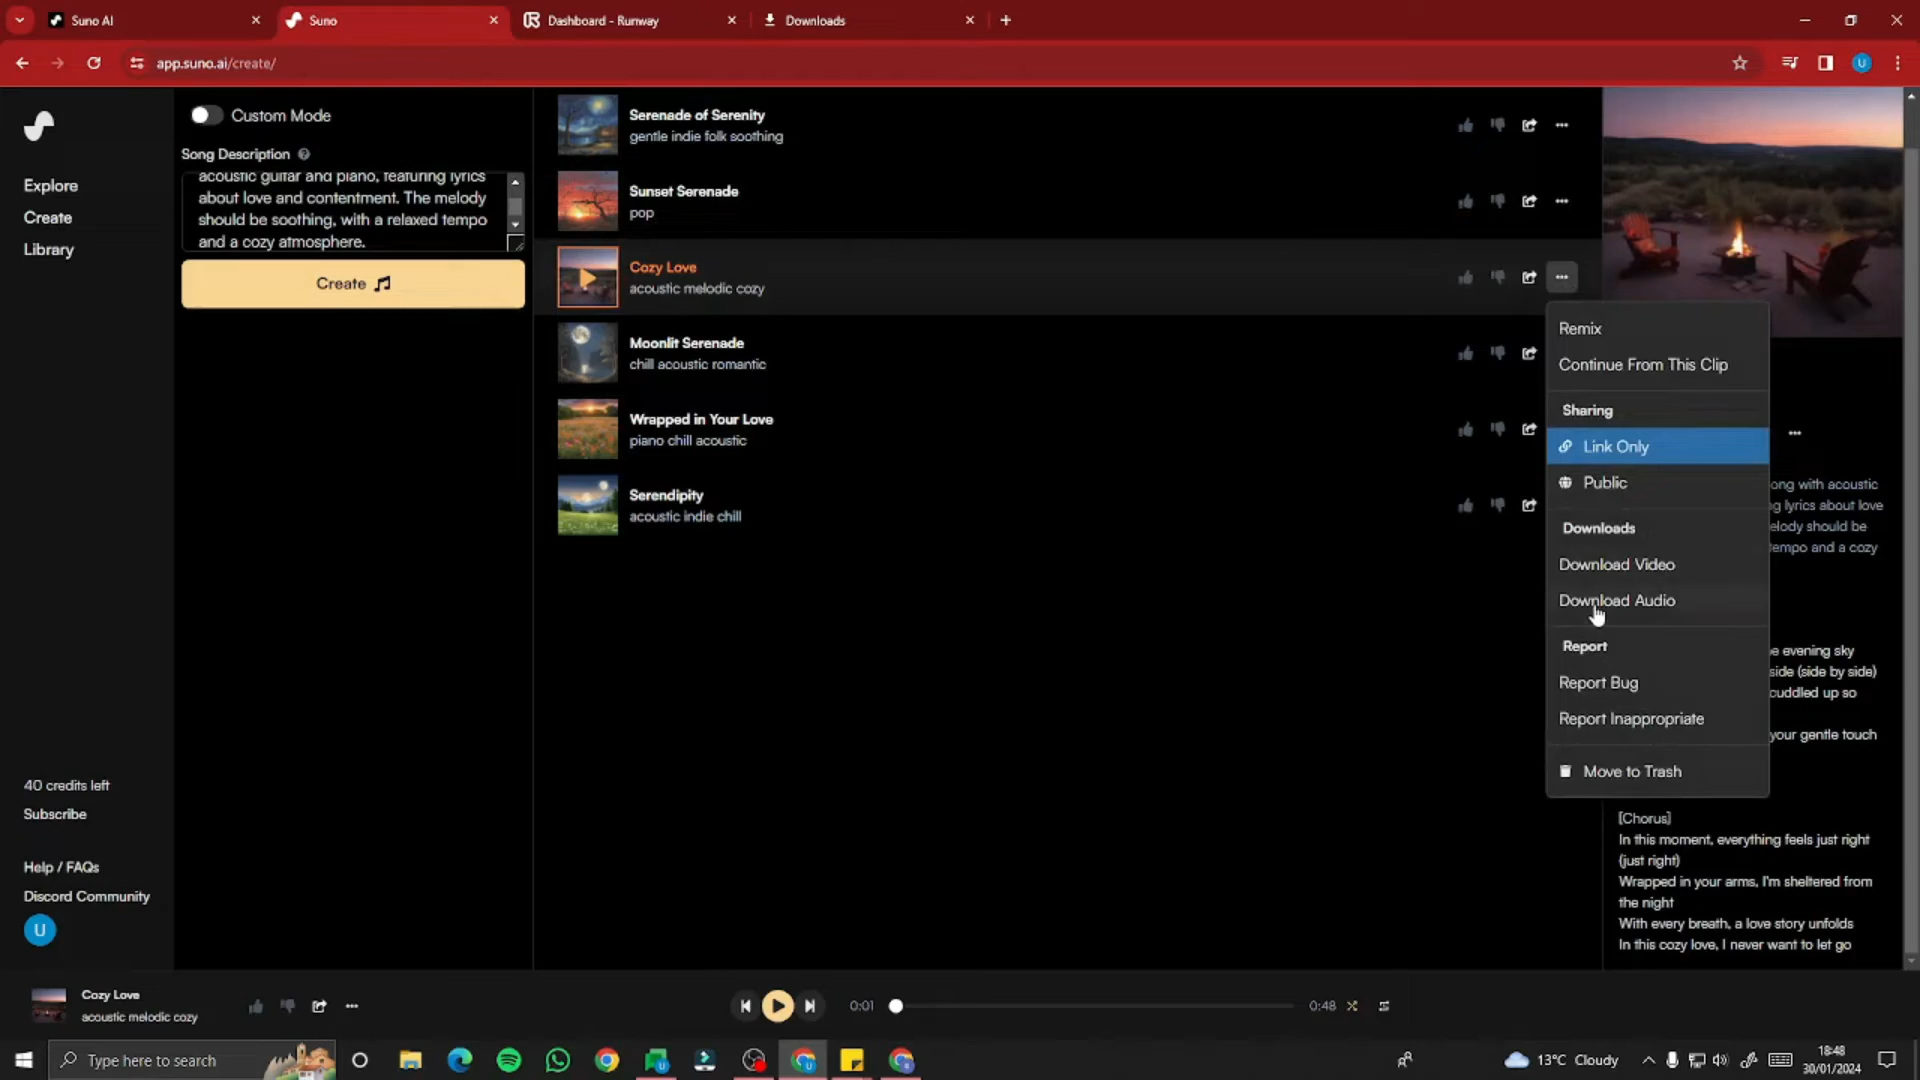 Suno AI
Suno
Dashboard - Runway
Downloads
app.suno.ai/create/
U
Explore
Create
Library
40 credits left
Subscribe
Help / FAQs
Discord Community
U
Custom Mode
Song Description
acoustic guitar and piano, featuring lyrics
about love and contentment. The melody
should be soothing, with a relaxed tempo
and a cozy atmosphere.
Create
Serenade of Serenity
gentle indie folk soothing
Sunset Serenade
pop
Cozy Love
acoustic melodic cozy
Moonlit Serenade
chill acoustic romantic
Wrapped in Your Love
piano chill acoustic
Serendipity
acoustic indie chill
Remix
Continue From This Clip
Sharing
Link Only
Public
Downloads
Download Video
Download Audio
Report
Report Bug
Report Inappropriate
Move to Trash
ong with acoustic
g lyrics about love
elody should be
tempo and a cozy
e evening sky
side (side by side)
cuddled up so
your gentle touch
[Chorus]
In this moment, everything feels just right
(just right)
Wrapped in your arms, I'm sheltered from
the night
With every breath, a love story unfolds
In this cozy love, I never want to let go
Cozy Love
acoustic melodic cozy
0:01
0:48
Type here to search
13°C Cloudy
18:48
30/01/2024